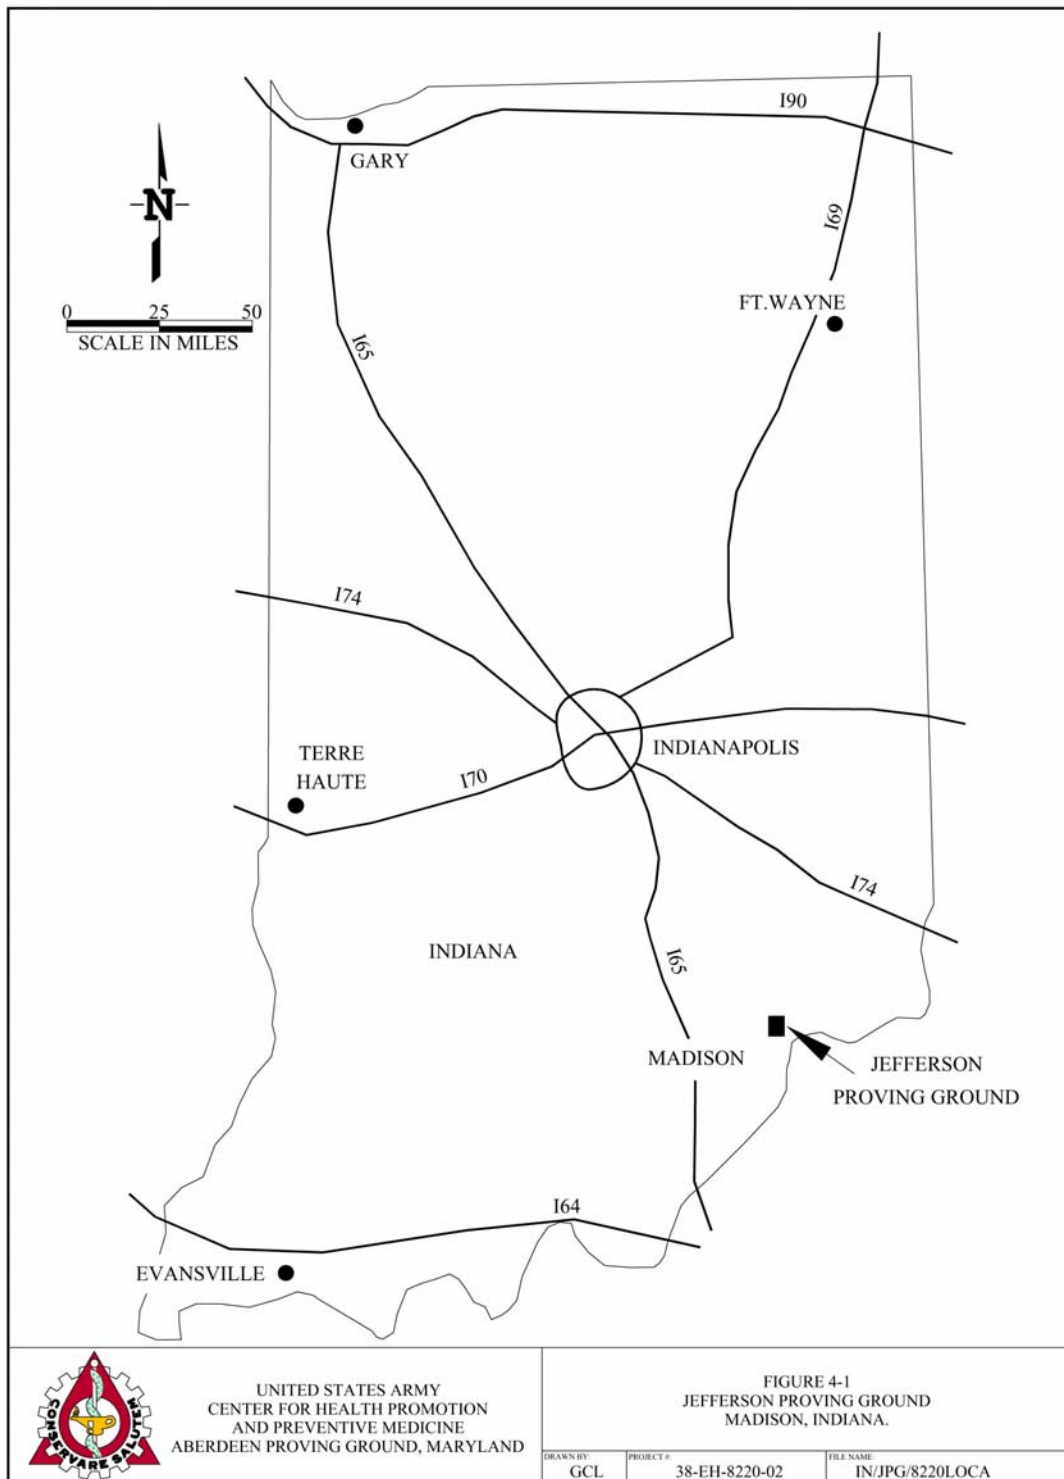 I90
GARY
N
I69
0 25 50
SCALE IN MILES
FT.WAYNE
I65
I74
INDIANAPOLIS
TERRE
HAUTE
I70
I74
INDIANA
I65
MADISON
JEFFERSON
PROVING GROUND
I64
EVANSVILLE
CONSERVARE SALUTEM
UNITED STATES ARMY
CENTER FOR HEALTH PROMOTION
AND PREVENTIVE MEDICINE
ABERDEEN PROVING GROUND, MARYLAND
FIGURE 4-1
JEFFERSON PROVING GROUND
MADISON, INDIANA.
DRAWN BY:
GCL
PROJECT #:
38-EH-8220-02
FILE NAME:
IN/JPG/8220LOCA